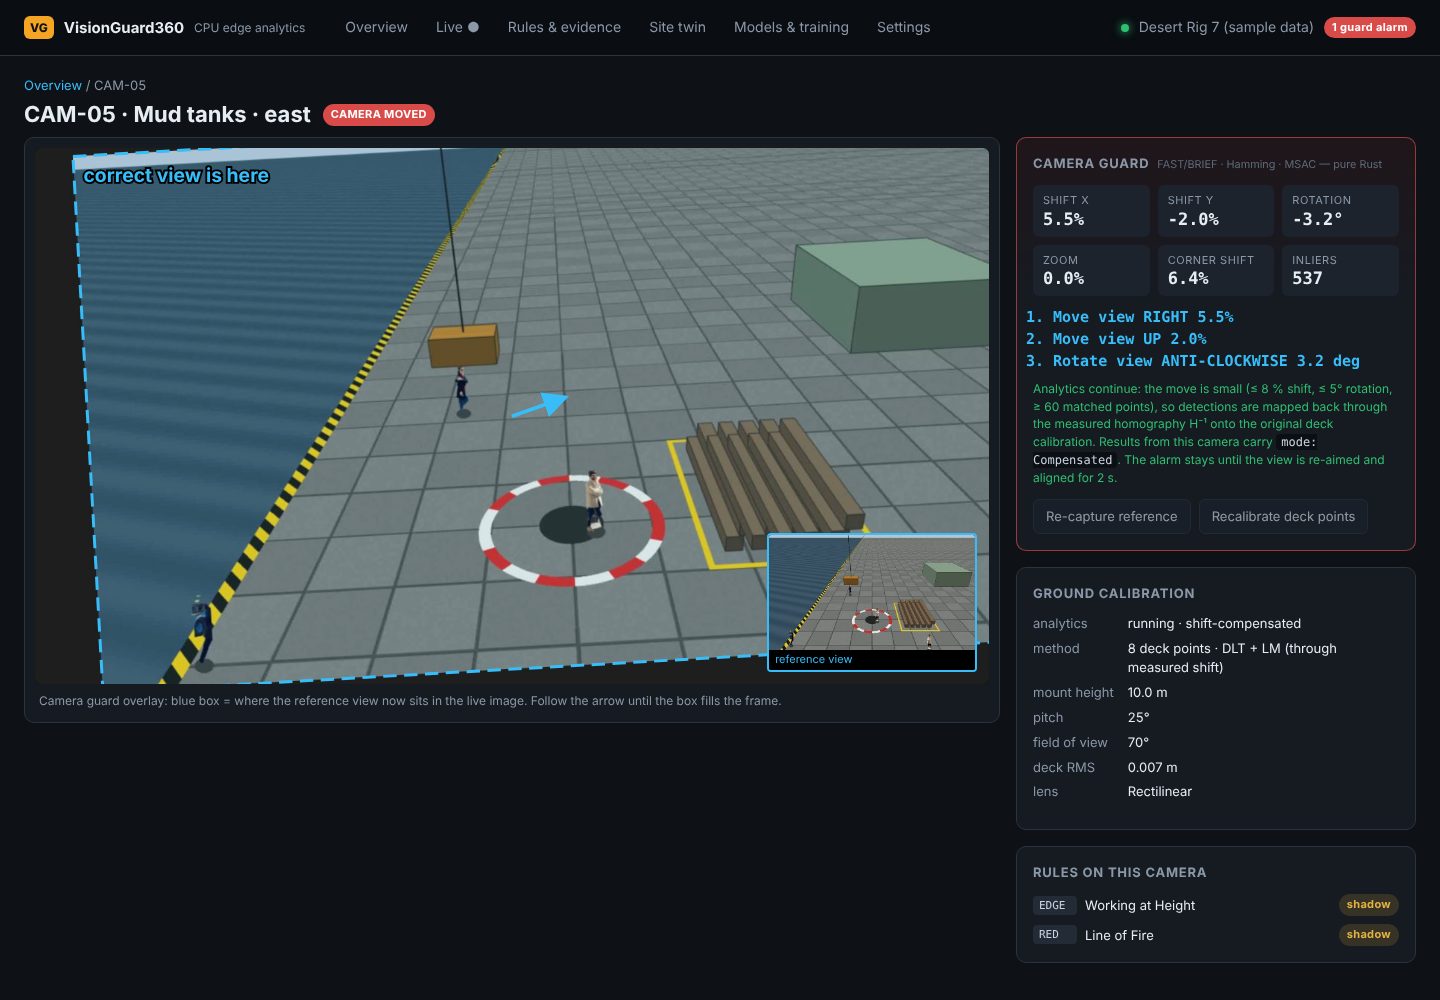 VG VisionGuard360 CPU edge analytics Overview Live Rules & evidence Site twin Models & training Settings Desert Rig 7 (sample data) 1 guard alarm
Overview / CAM-05
CAM-05 · Mud tanks · east CAMERA MOVED
correct view is here
reference view
Camera guard overlay: blue box = where the reference view now sits in the live image. Follow the arrow until the box fills the frame.
CAMERA GUARD FAST/BRIEF · Hamming · MSAC — pure Rust
SHIFT X SHIFT Y ROTATION
5.5% -2.0% -3.2°
ZOOM CORNER SHIFT INLIERS
0.0% 6.4% 537
1. Move view RIGHT 5.5%
2. Move view UP 2.0%
3. Rotate view ANTI-CLOCKWISE 3.2 deg
Analytics continue: the move is small (≤ 8 % shift, ≤ 5° rotation,
≥ 60 matched points), so detections are mapped back through
the measured homography H⁻¹ onto the original deck
calibration. Results from this camera carry mode:
Compensated . The alarm stays until the view is re-aimed and
aligned for 2 s.
Re-capture reference Recalibrate deck points
GROUND CALIBRATION
analytics running · shift-compensated
method 8 deck points · DLT + LM (through
measured shift)
mount height 10.0 m
pitch 25°
field of view 70°
deck RMS 0.007 m
lens Rectilinear
RULES ON THIS CAMERA
EDGE Working at Height shadow
RED Line of Fire shadow